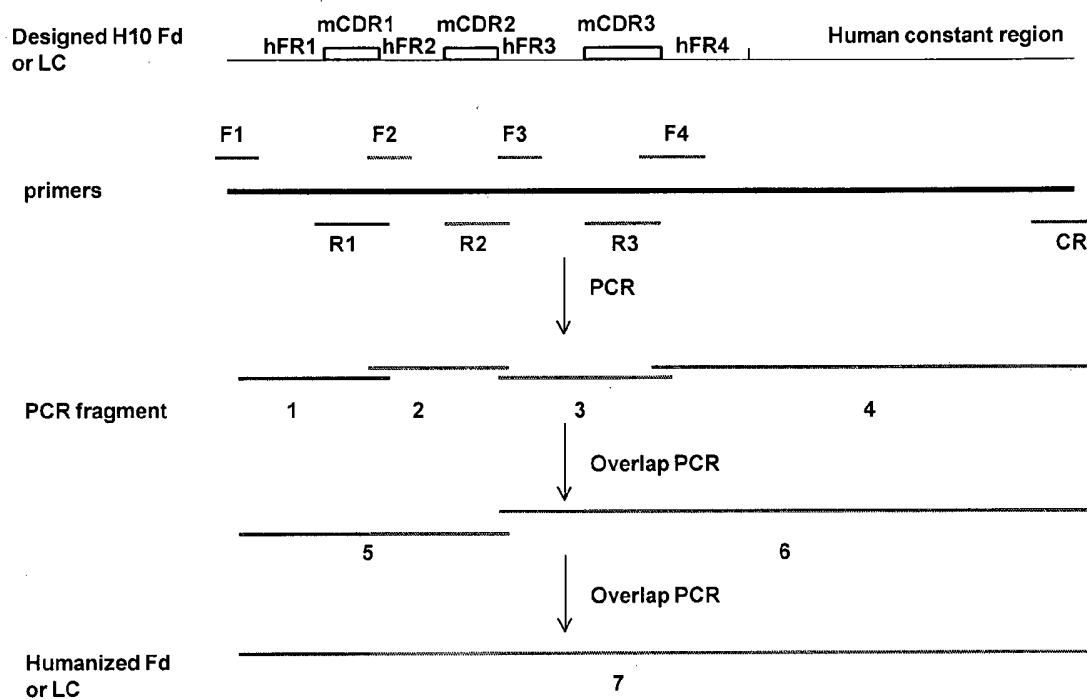 Designed H10 Fd
or LC
hFR1
mCDR1
hFR2
mCDR2
hFR3
mCDR3
hFR4
Human constant region
F1
F2
F3
F4
primers
R1
R2
R3
CR
PCR
PCR fragment
1
2
3
4
Overlap PCR
5
6
Overlap PCR
Humanized Fd
or LC
7